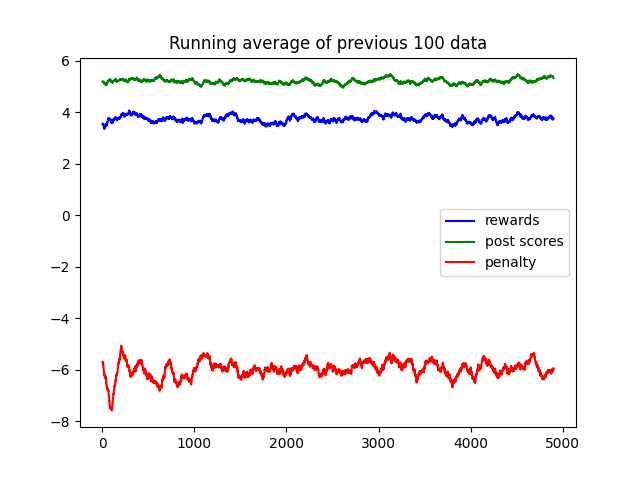 Running average of previous 100 data
6
4
2
0
−2
−4
−6
−8
rewards
post scores
penalty
0 1000 2000 3000 4000 5000